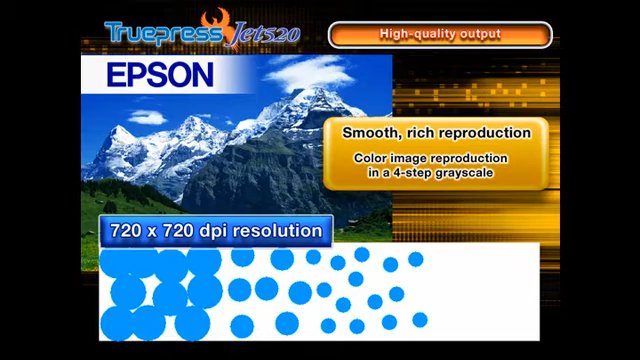 Truepress Jet520
High-quality output
EPSON
Smooth, rich reproduction
Color image reproduction
in a 4-step grayscale
720 x 720 dpi resolution